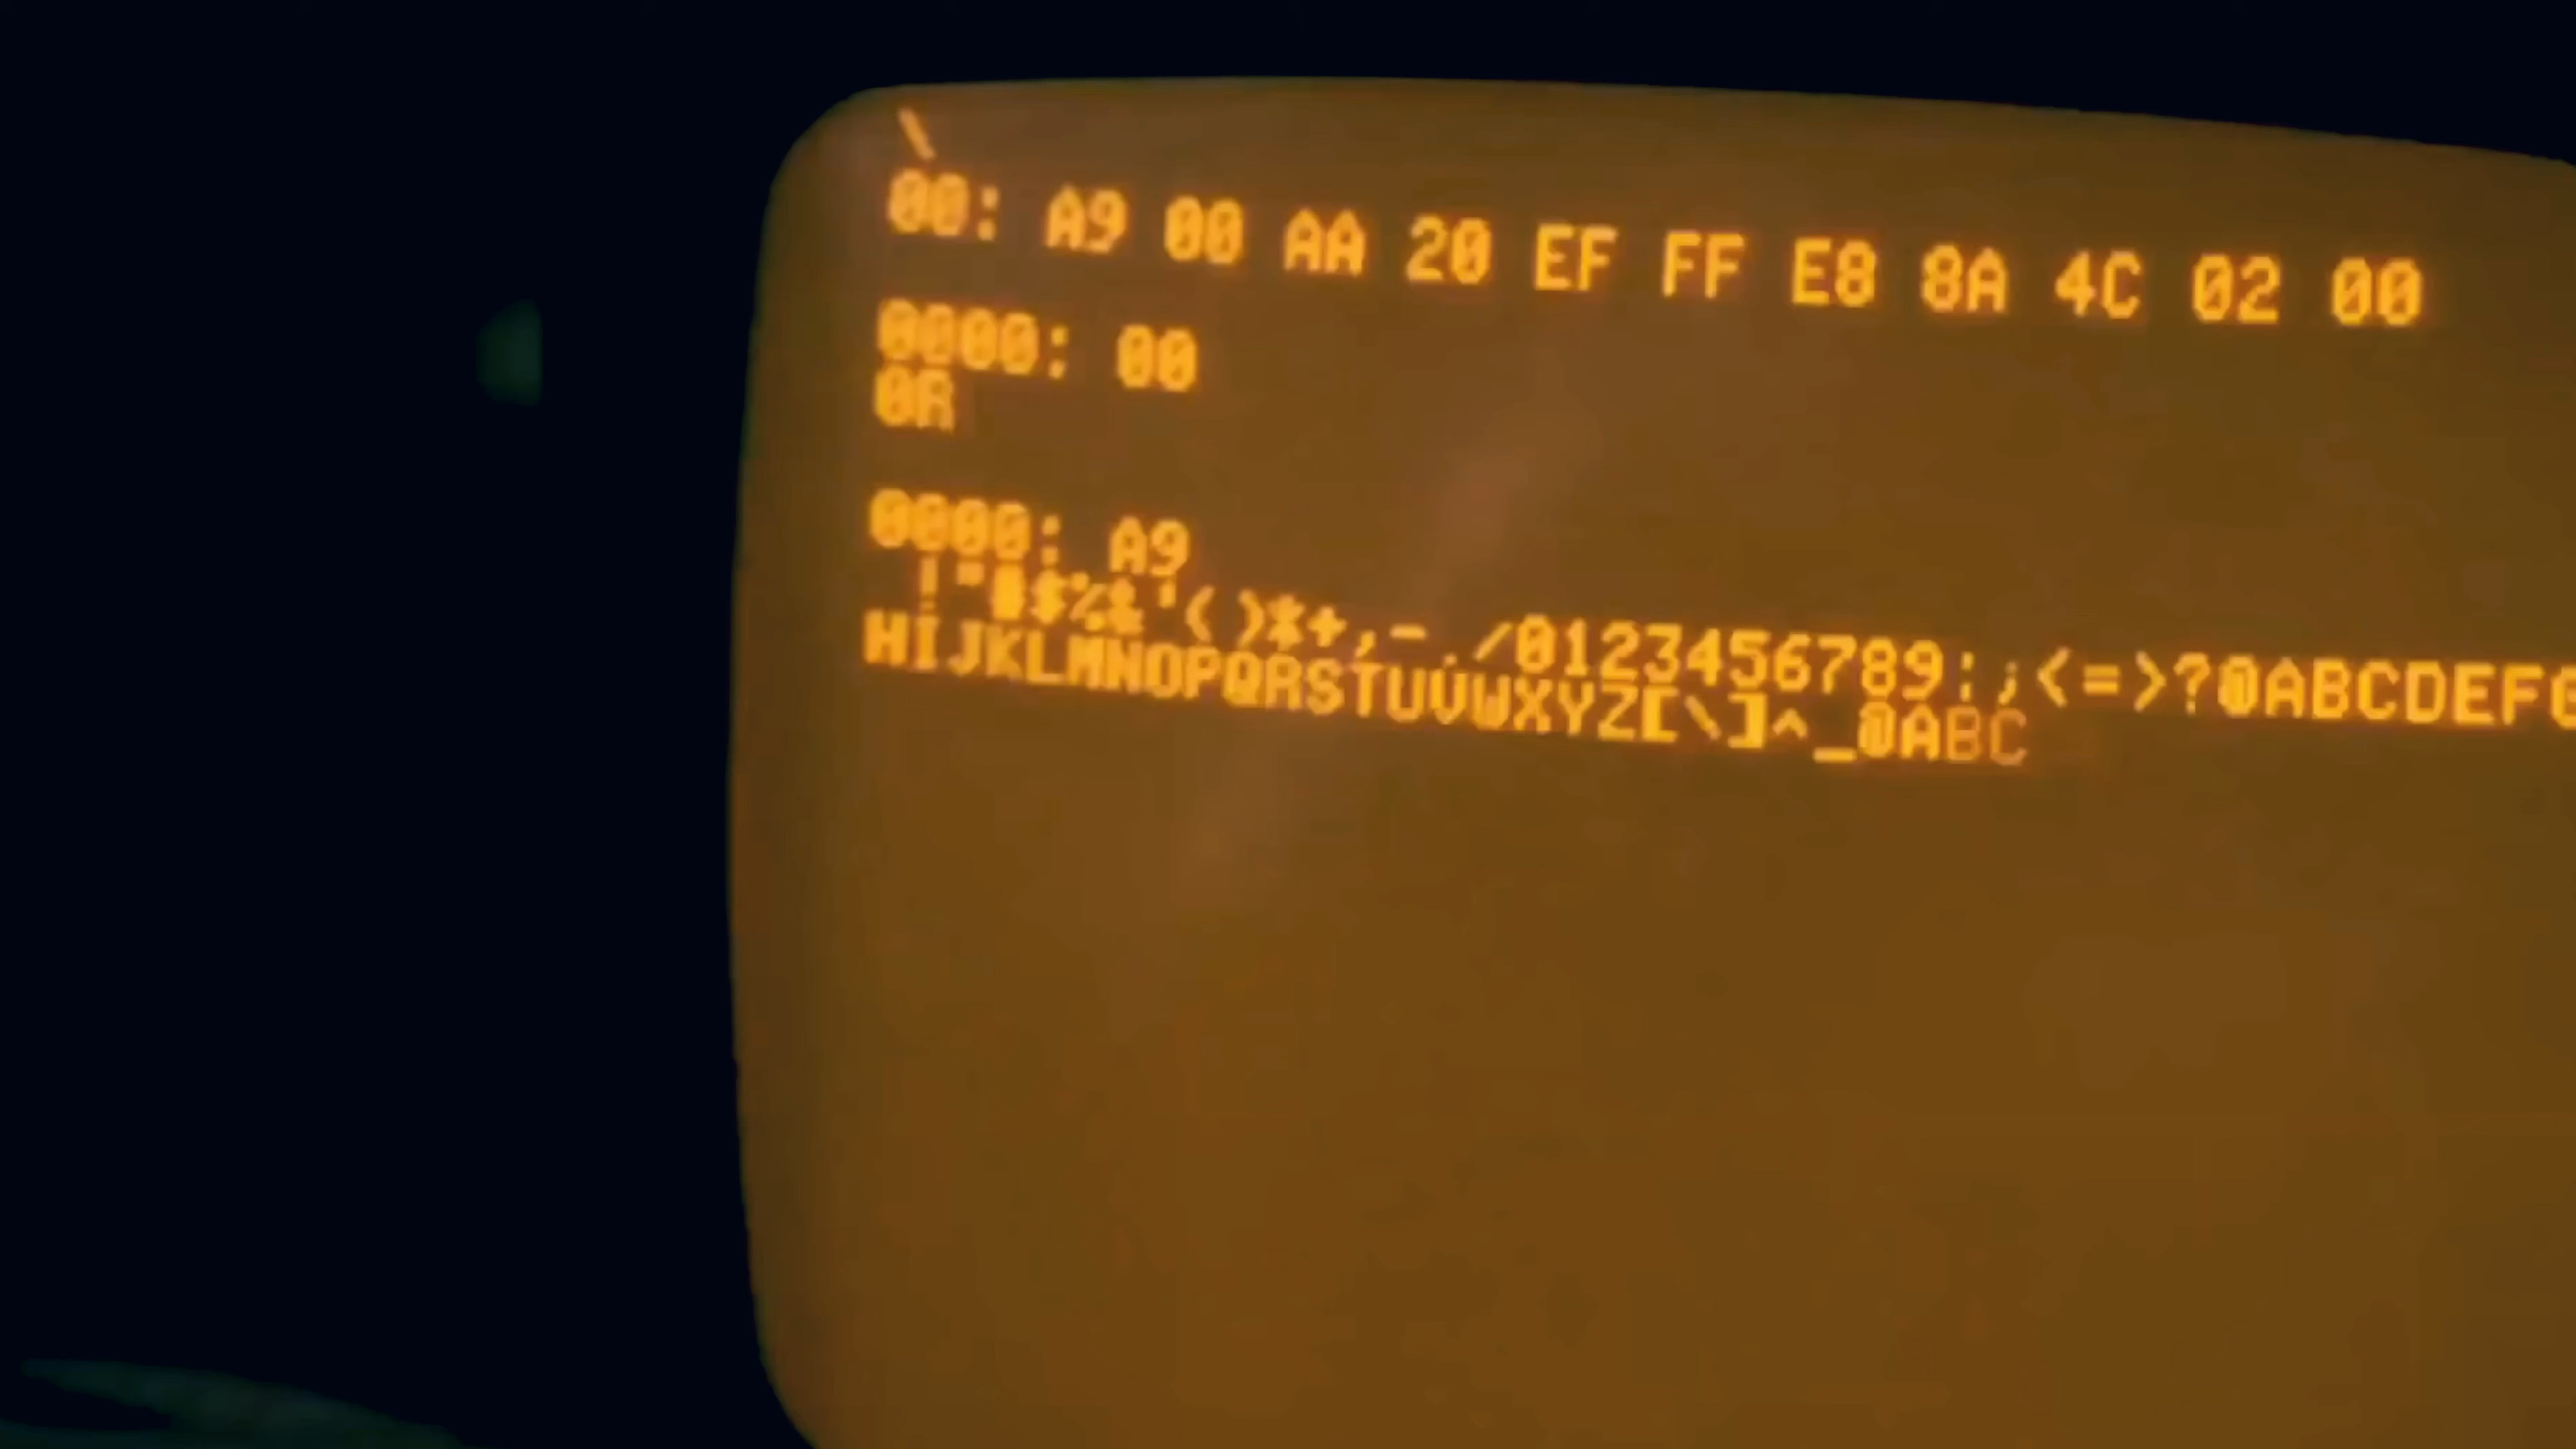 \
00: A9 00 AA 20 EF FF E8 8A 4C 02 00
0000: 00
0R
0000: A9
!"#$%&'()*+,-./0123456789:;<=>?@ABCDEFG
HIJKLMNOPQRSTUVWXYZ[\]^_@ABC